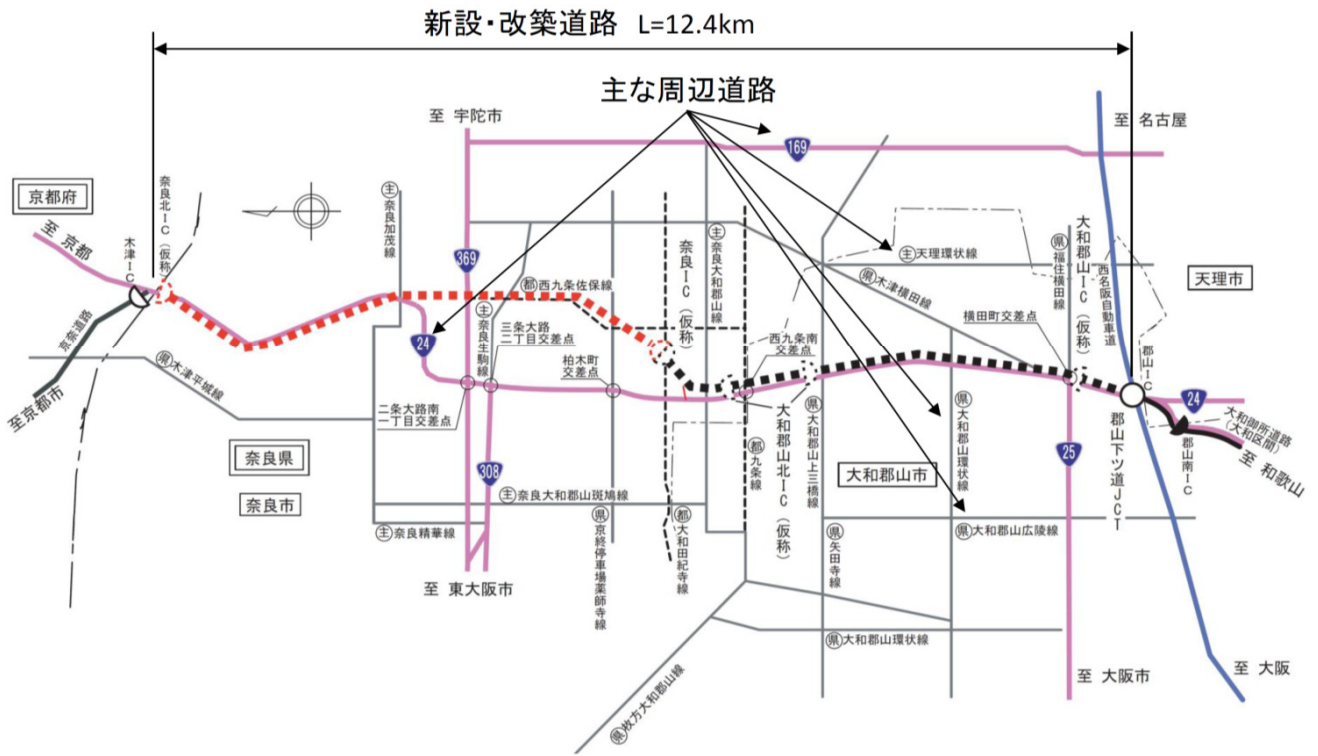 新設・改築道路 L=12.4km
主な周辺道路
至 宇陀市
至 名古屋
169
京都府
奈良北IC（仮称）
木津IC
至 京都
主奈良加茂線
369
都西九条佐保線
奈良IC（仮称）
主奈良大和郡山線
主天理環状線
県木津横田線
県福住横田線
大和郡山IC（仮称）
西名阪自動車道
天理市
京奈道路
県木津平城線
至京都市
24
主奈良生駒線
三条大路
二丁目交差点
柏木町
交差点
西九条南
交差点
横田町交差点
郡山IC
24
大和御所道路
（大和区間）
至 和歌山
二条大路南
一丁目交差点
奈良県
奈良市
308
都九条線
大和郡山北IC（仮称）
県大和郡山上三橋線
大和郡山市
県大和郡山環状線
25
郡山下ツ道JCT
郡山南IC
主奈良大和郡山斑鳩線
主奈良精華線
県京終停車場薬師寺線
都大和田紀寺線
県矢田寺線
県大和郡山広陵線
至 東大阪市
県大和郡山環状線
県枚方大和郡山線
至 大阪市
至 大阪